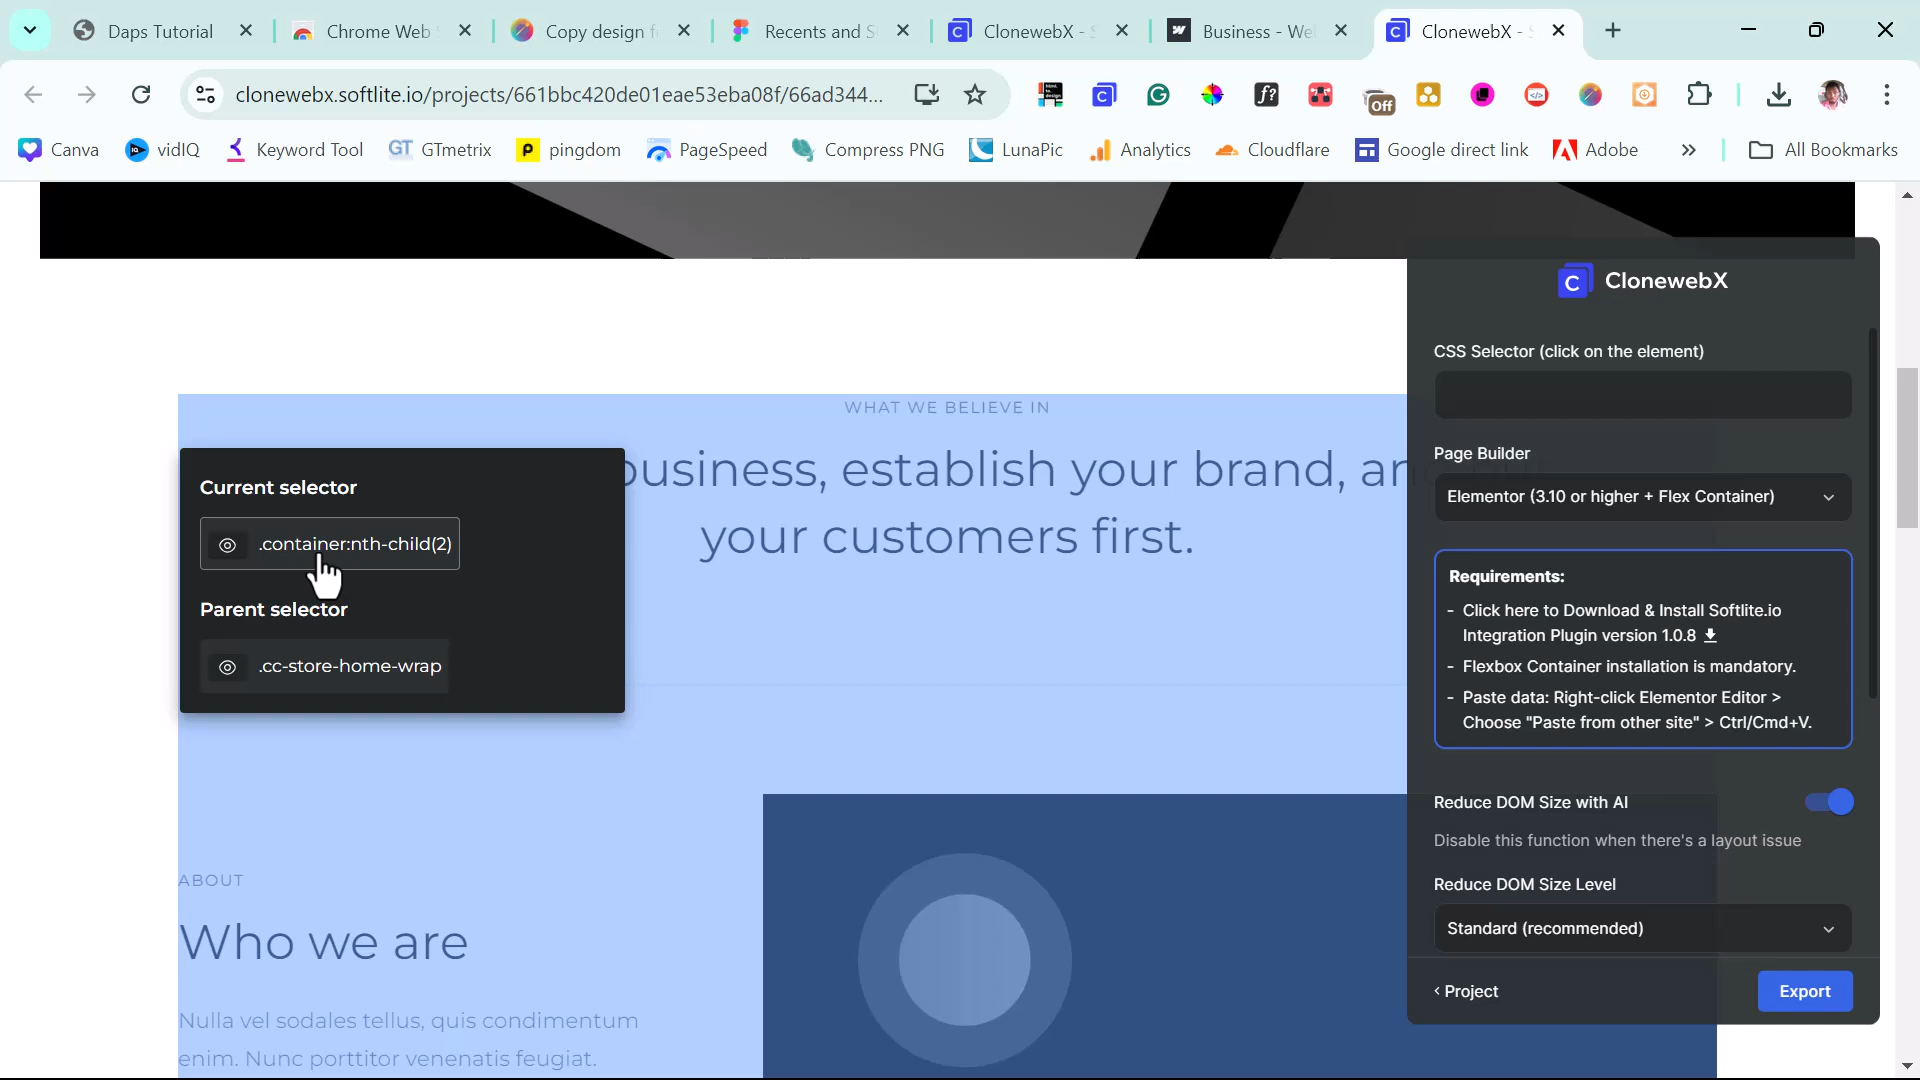 Daps Tutorial
Chrome Web
Copy design f
Recents and S
ClonewebX - S
Business - We
ClonewebX - S
clonewebx.softlite.io/projects/661bbc420de01eae53eba08f/66ad344...
f?
Off
Canva
vidIQ
Keyword Tool
GT GTmetrix
pingdom
PageSpeed
Compress PNG
LunaPic
Analytics
Cloudflare
Google direct link
Adobe
All Bookmarks
C ClonewebX
CSS Selector (click on the element)
WHAT WE BELIEVE IN
business, establish your brand, an
your customers first.
Current selector
.container:nth-child(2)
Parent selector
.cc-store-home-wrap
Page Builder
Elementor (3.10 or higher + Flex Container)
Requirements:
- Click here to Download & Install Softlite.io
Integration Plugin version 1.0.8
- Flexbox Container installation is mandatory.
- Paste data: Right-click Elementor Editor >
Choose "Paste from other site" > Ctrl/Cmd+V.
Reduce DOM Size with AI
Disable this function when there's a layout issue
Reduce DOM Size Level
Standard (recommended)
‹ Project
Export
ABOUT
Who we are
Nulla vel sodales tellus, quis condimentum
enim. Nunc porttitor venenatis feugiat.